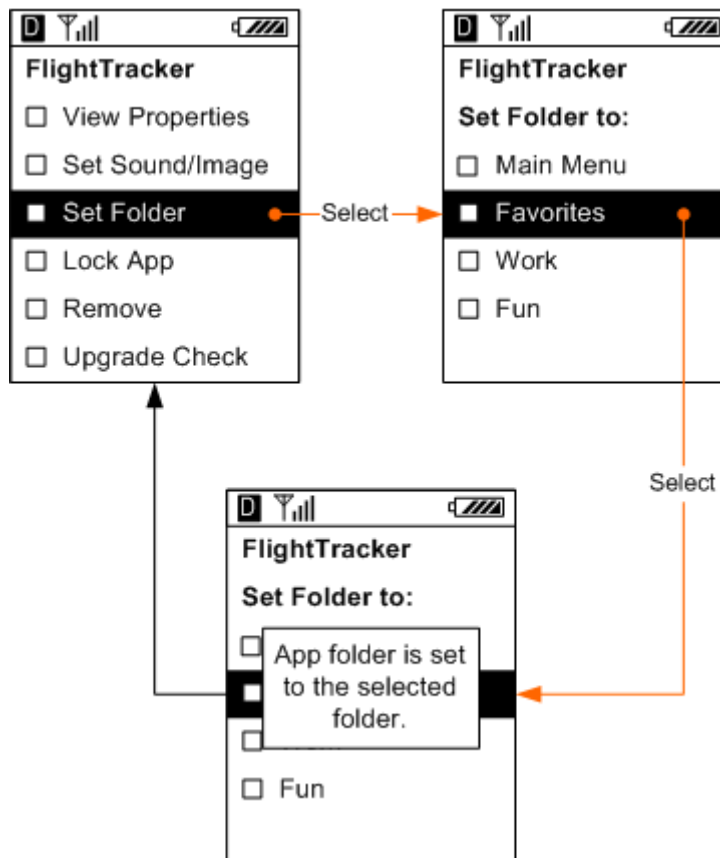 D
FlightTracker
View Properties
Set Sound/Image
Set Folder
Lock App
Remove
Upgrade Check
Select
D
FlightTracker
Set Folder to:
Main Menu
Favorites
Work
Fun
Select
D
FlightTracker
Set Folder to:
App folder is set
to the selected
folder.
Fun